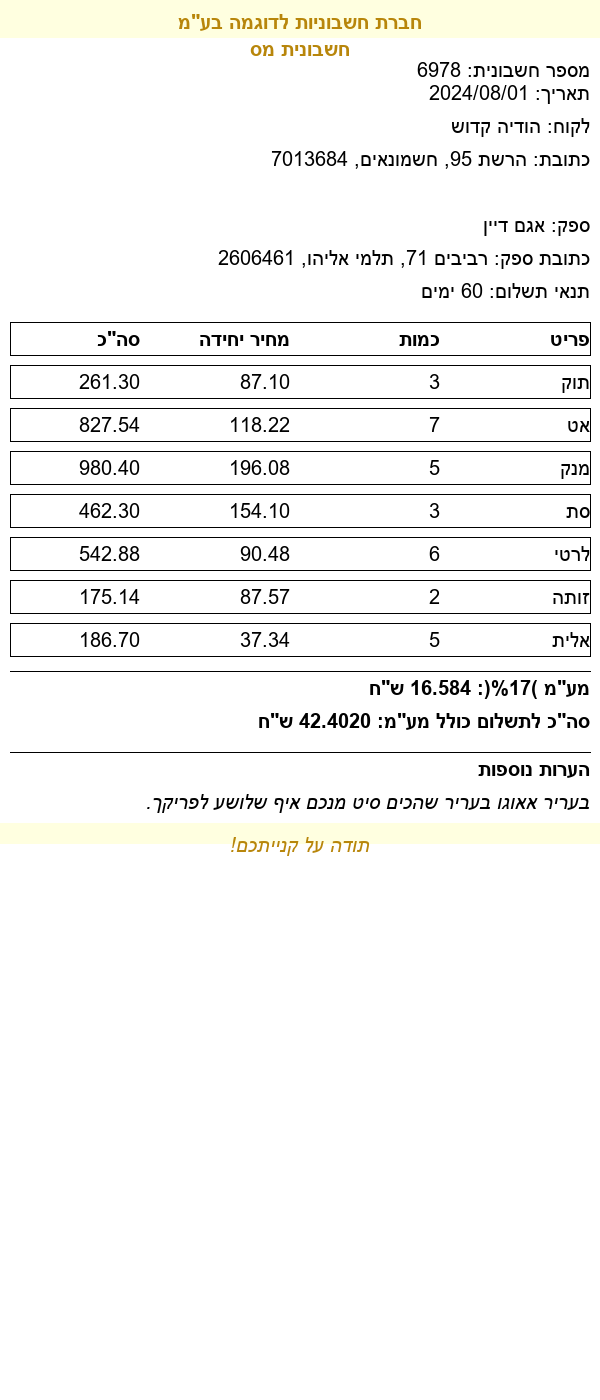 חברת חשבוניות לדוגמה בע"מ
חשבונית מס
מספר חשבונית: 6978
תאריך: 2024/08/01
לקוח: הודיה קדוש
כתובת: הרשת 95, חשמונאים, 7013684
ספק: אגם דיין
כתובת ספק: רביבים 71, תלמי אליהו, 2606461
תנאי תשלום: 60 ימים
פריט כמות מחיר יחידה סה"כ
תוק 3 87.10 261.30
אט 7 118.22 827.54
מנק 5 196.08 980.40
סת 3 154.10 462.30
לרטי 6 90.48 542.88
זותה 2 87.57 175.14
אלית 5 37.34 186.70
מע"מ )17%(: 16.584 ש"ח
סה"כ לתשלום כולל מע"מ: 42.4020 ש"ח
הערות נוספות
בעריר אאוגו בעריר שהכים סיט מנכם איף שלושע לפריקך.
תודה על קנייתכם!